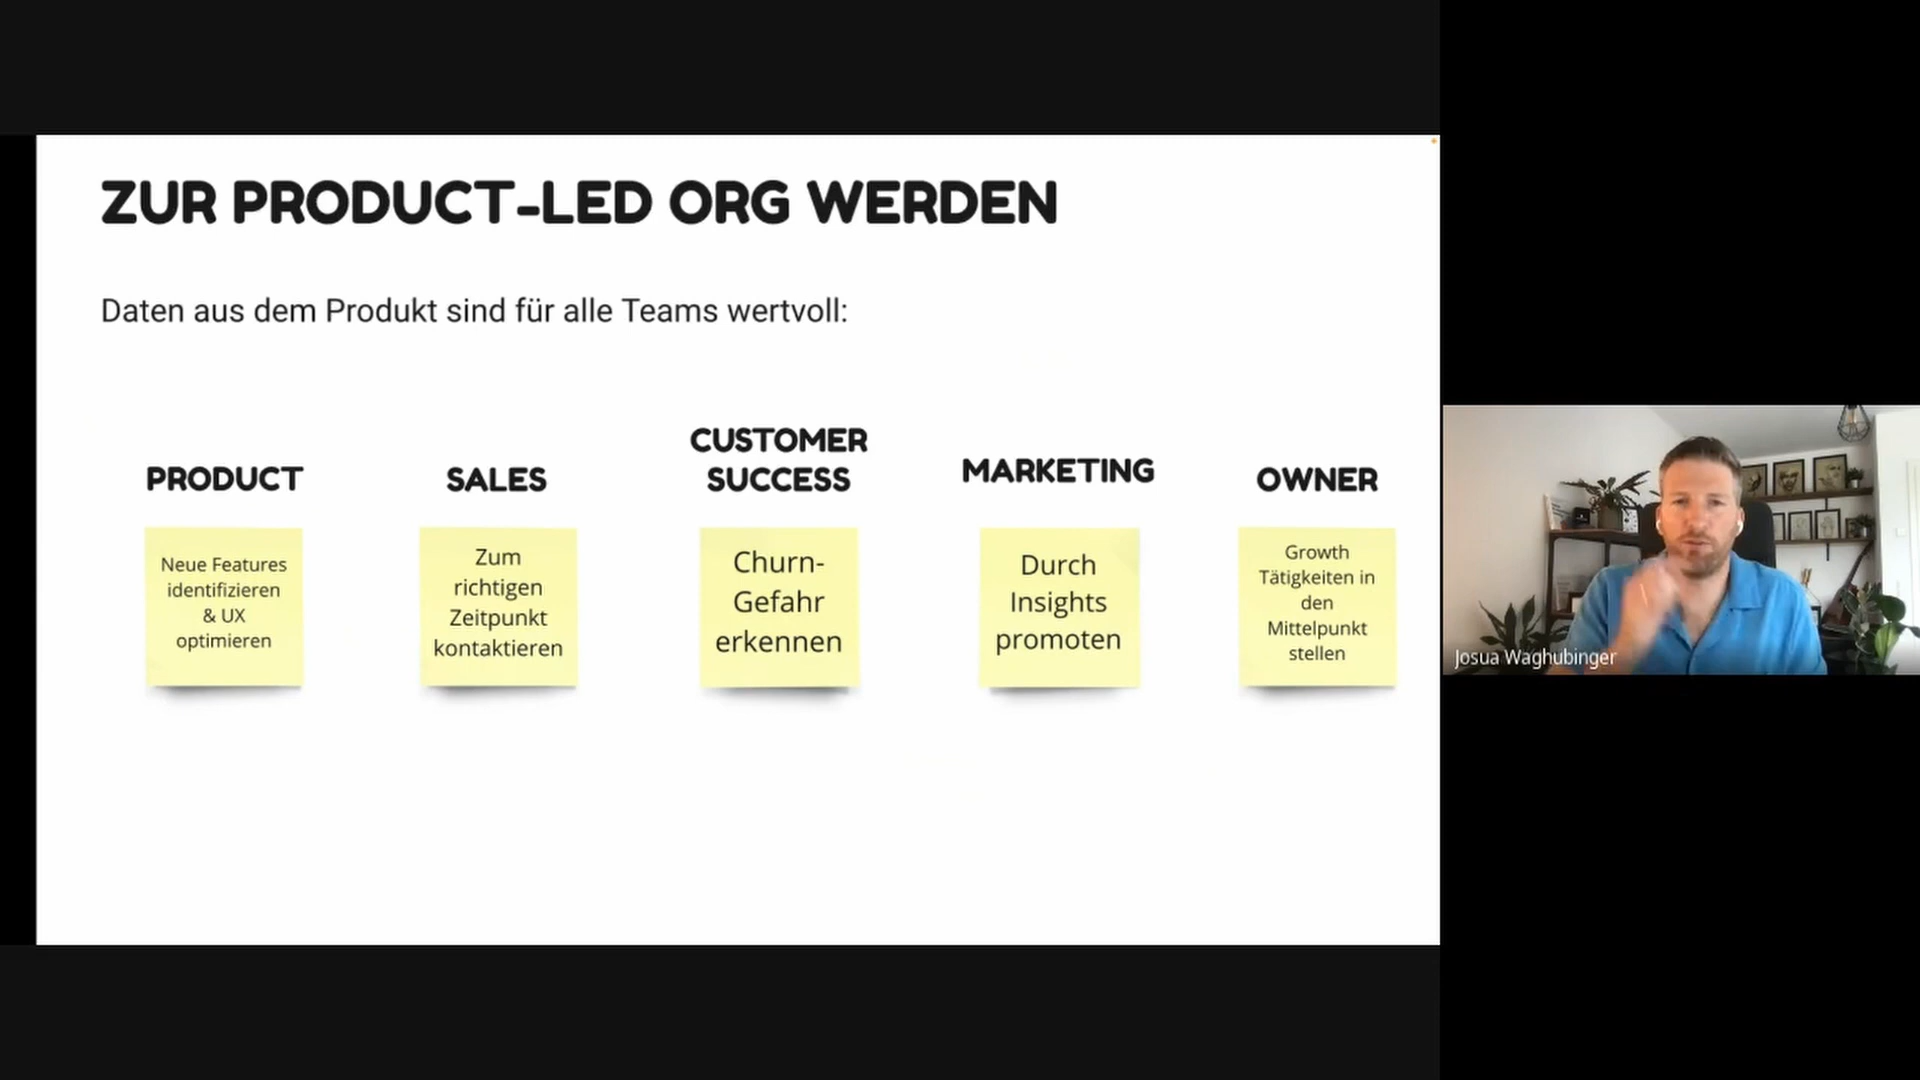 ZUR PRODUCT-LED ORG WERDEN
Daten aus dem Produkt sind für alle Teams wertvoll:
PRODUCT
Neue Features
identifizieren
& UX
optimieren
SALES
Zum
richtigen
Zeitpunkt
kontaktieren
CUSTOMER
SUCCESS
Churn-
Gefahr
erkennen
MARKETING
Durch
Insights
promoten
OWNER
Growth
Tätigkeiten in
den
Mittelpunkt
stellen
Josua Waghubinger